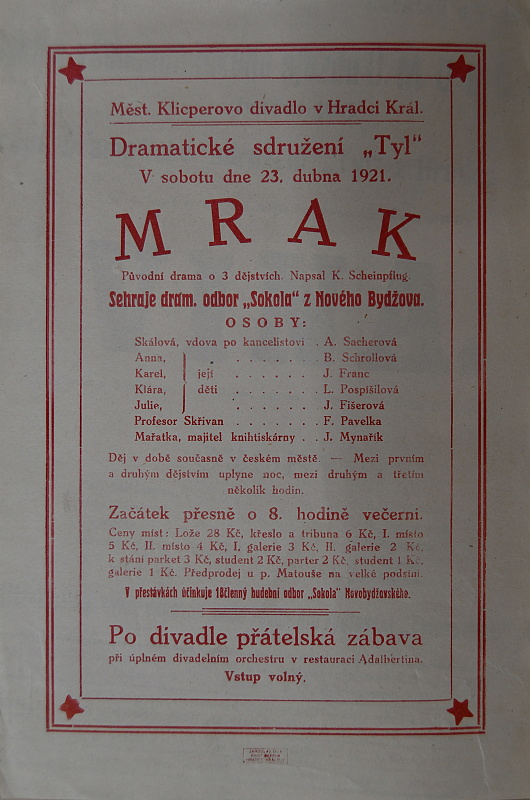 Měst. Klicperovo divadlo v Hradci Král.
Dramatické sdružení „Tyl“
V sobotu dne 23. dubna 1921.
MRAK
Původní drama o 3 dějstvích. Napsal K. Scheinpflug.
Sehraje dram. odbor „Sokola“ z Nového Bydžova.
OSOBY:
Skálová, vdova po kancelistovi . A. Sacherová
Anna, . . . . . . B. Schrollová
Karel, její . . . . . . J. Franc
Klára, děti . . . . . . L. Pospíšilová
Julie, . . . . . . J. Fišerová
Profesor Skřivan . . . . . . F. Pavelka
Mařatka, majitel knihtiskárny . . J. Mynařík
Děj v době současně v českém městě. — Mezi prvním
a druhým dějstvím uplyne noc, mezi druhým a třetím
několik hodin.
Začátek přesně o 8. hodině večerní.
Ceny míst: Lože 28 Kč, křeslo a tribuna 6 Kč, I. místo
5 Kč, II. místo 4 Kč, I, galerie 3 Kč, II. galerie 2 Kč,
k stání parket 3 Kč, student 2 Kč, parter 2 Kč, student 1 Kč,
galerie 1 Kč. Předprodej u p. Matouše na velké podsíni.
V přestávkách účinkuje 18členný hudební odbor „Sokola“ Novobydžovského.
Po divadle přátelská zábava
při úplném divadelním orchestru v restauraci Adalbertina.
Vstup volný.